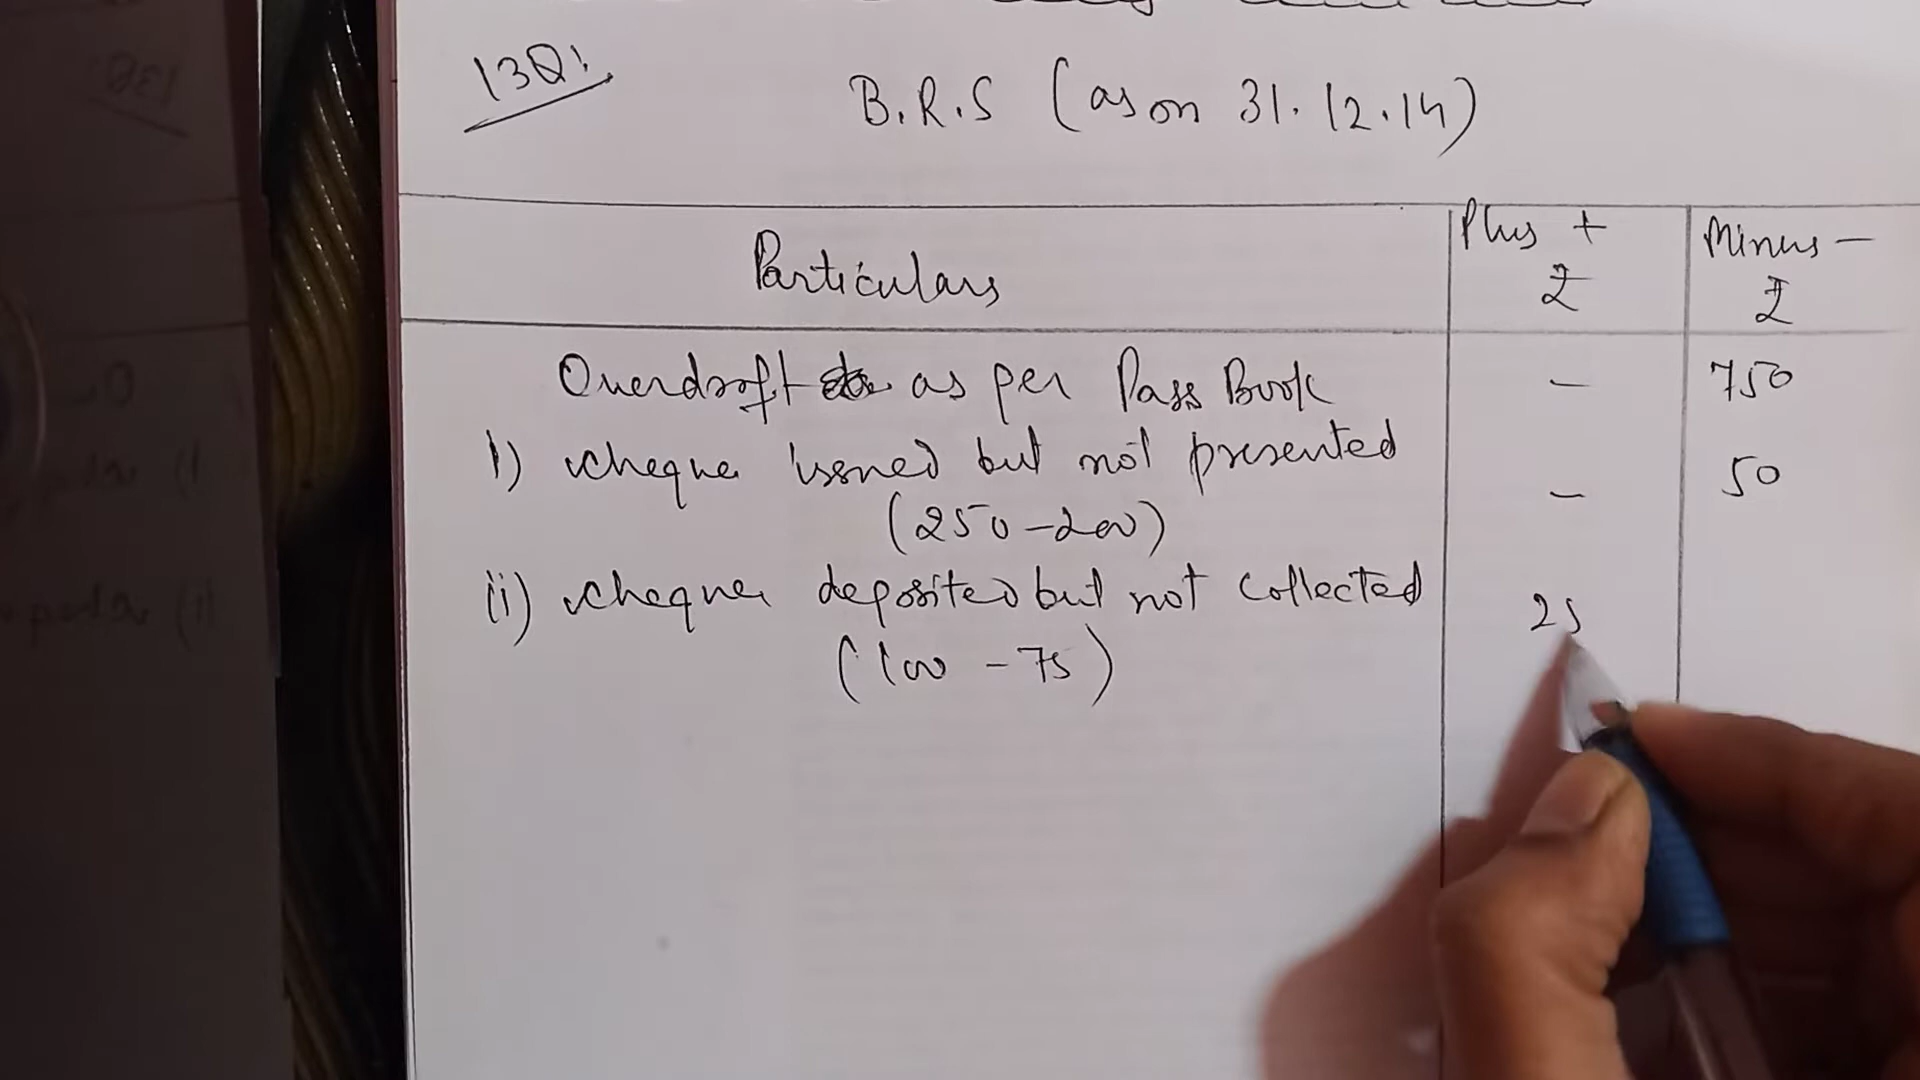 13Q!
B.R.S (as on 31.12.14)
Particulars
Plus +
₹
Minus -
₹
Overdraft as per Pass Book - 750
1) cheque issued but not presented - 50
(250-200)
(ii) cheque deposited but not collected 25
(100 - 75)